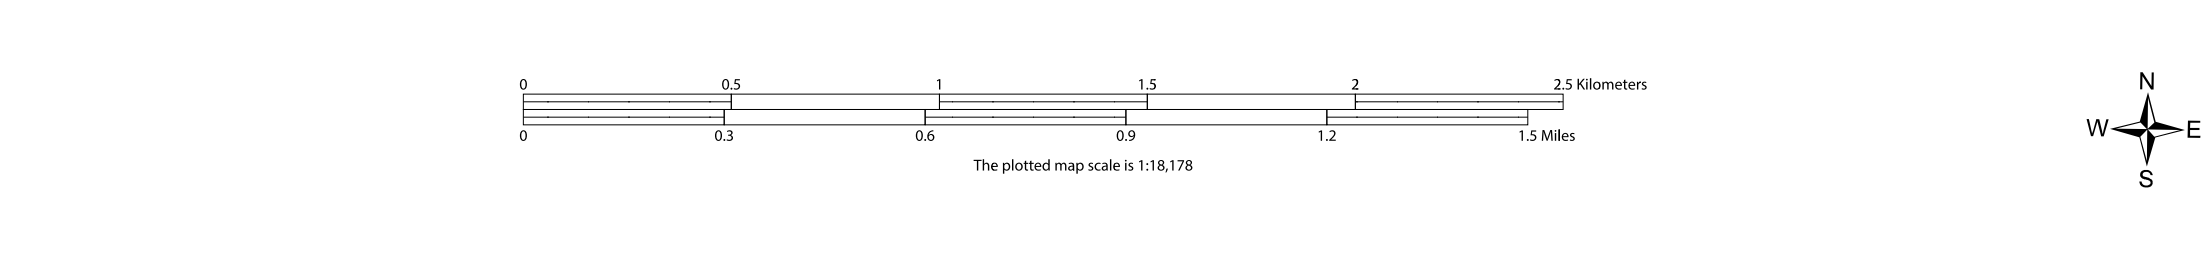 0 0.5 1 1.5 2 2.5 Kilometers
0 0.3 0.6 0.9 1.2 1.5 Miles
The plotted map scale is 1:18,178
N
W E
S